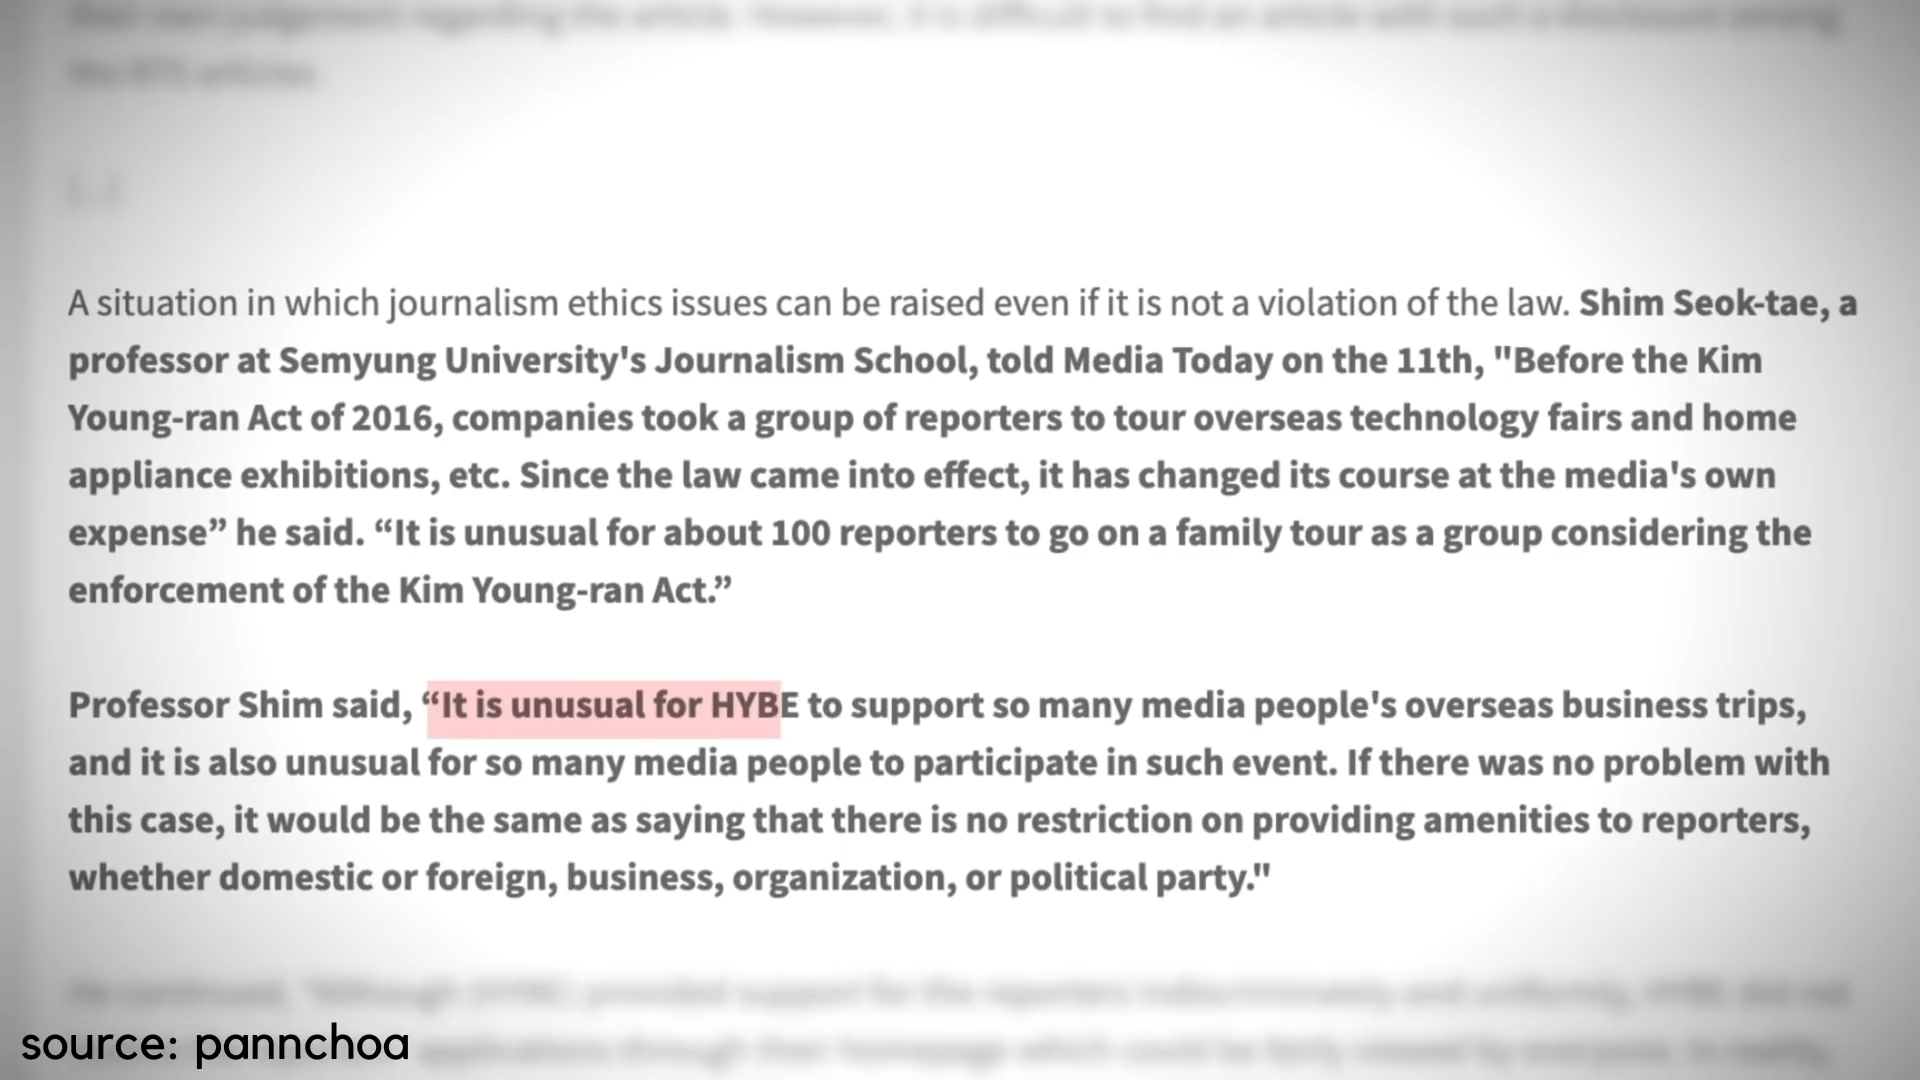 the BTS articles.
[...]
A situation in which journalism ethics issues can be raised even if it is not a violation of the law. Shim Seok-tae, a
professor at Semyung University's Journalism School, told Media Today on the 11th, "Before the Kim
Young-ran Act of 2016, companies took a group of reporters to tour overseas technology fairs and home
appliance exhibitions, etc. Since the law came into effect, it has changed its course at the media's own
expense” he said. “It is unusual for about 100 reporters to go on a family tour as a group considering the
enforcement of the Kim Young-ran Act.”
Professor Shim said, “It is unusual for HYBE to support so many media people's overseas business trips,
and it is also unusual for so many media people to participate in such event. If there was no problem with
this case, it would be the same as saying that there is no restriction on providing amenities to reporters,
whether domestic or foreign, business, organization, or political party."
source: pannchoa